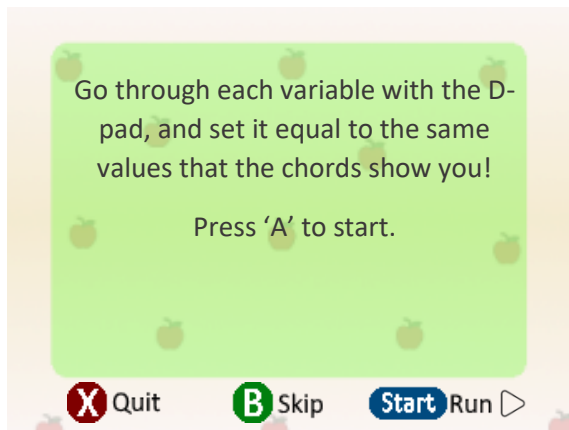 Go through each variable with the D-
pad, and set it equal to the same
values that the chords show you!
Press ‘A’ to start.
X Quit B Skip Start Run